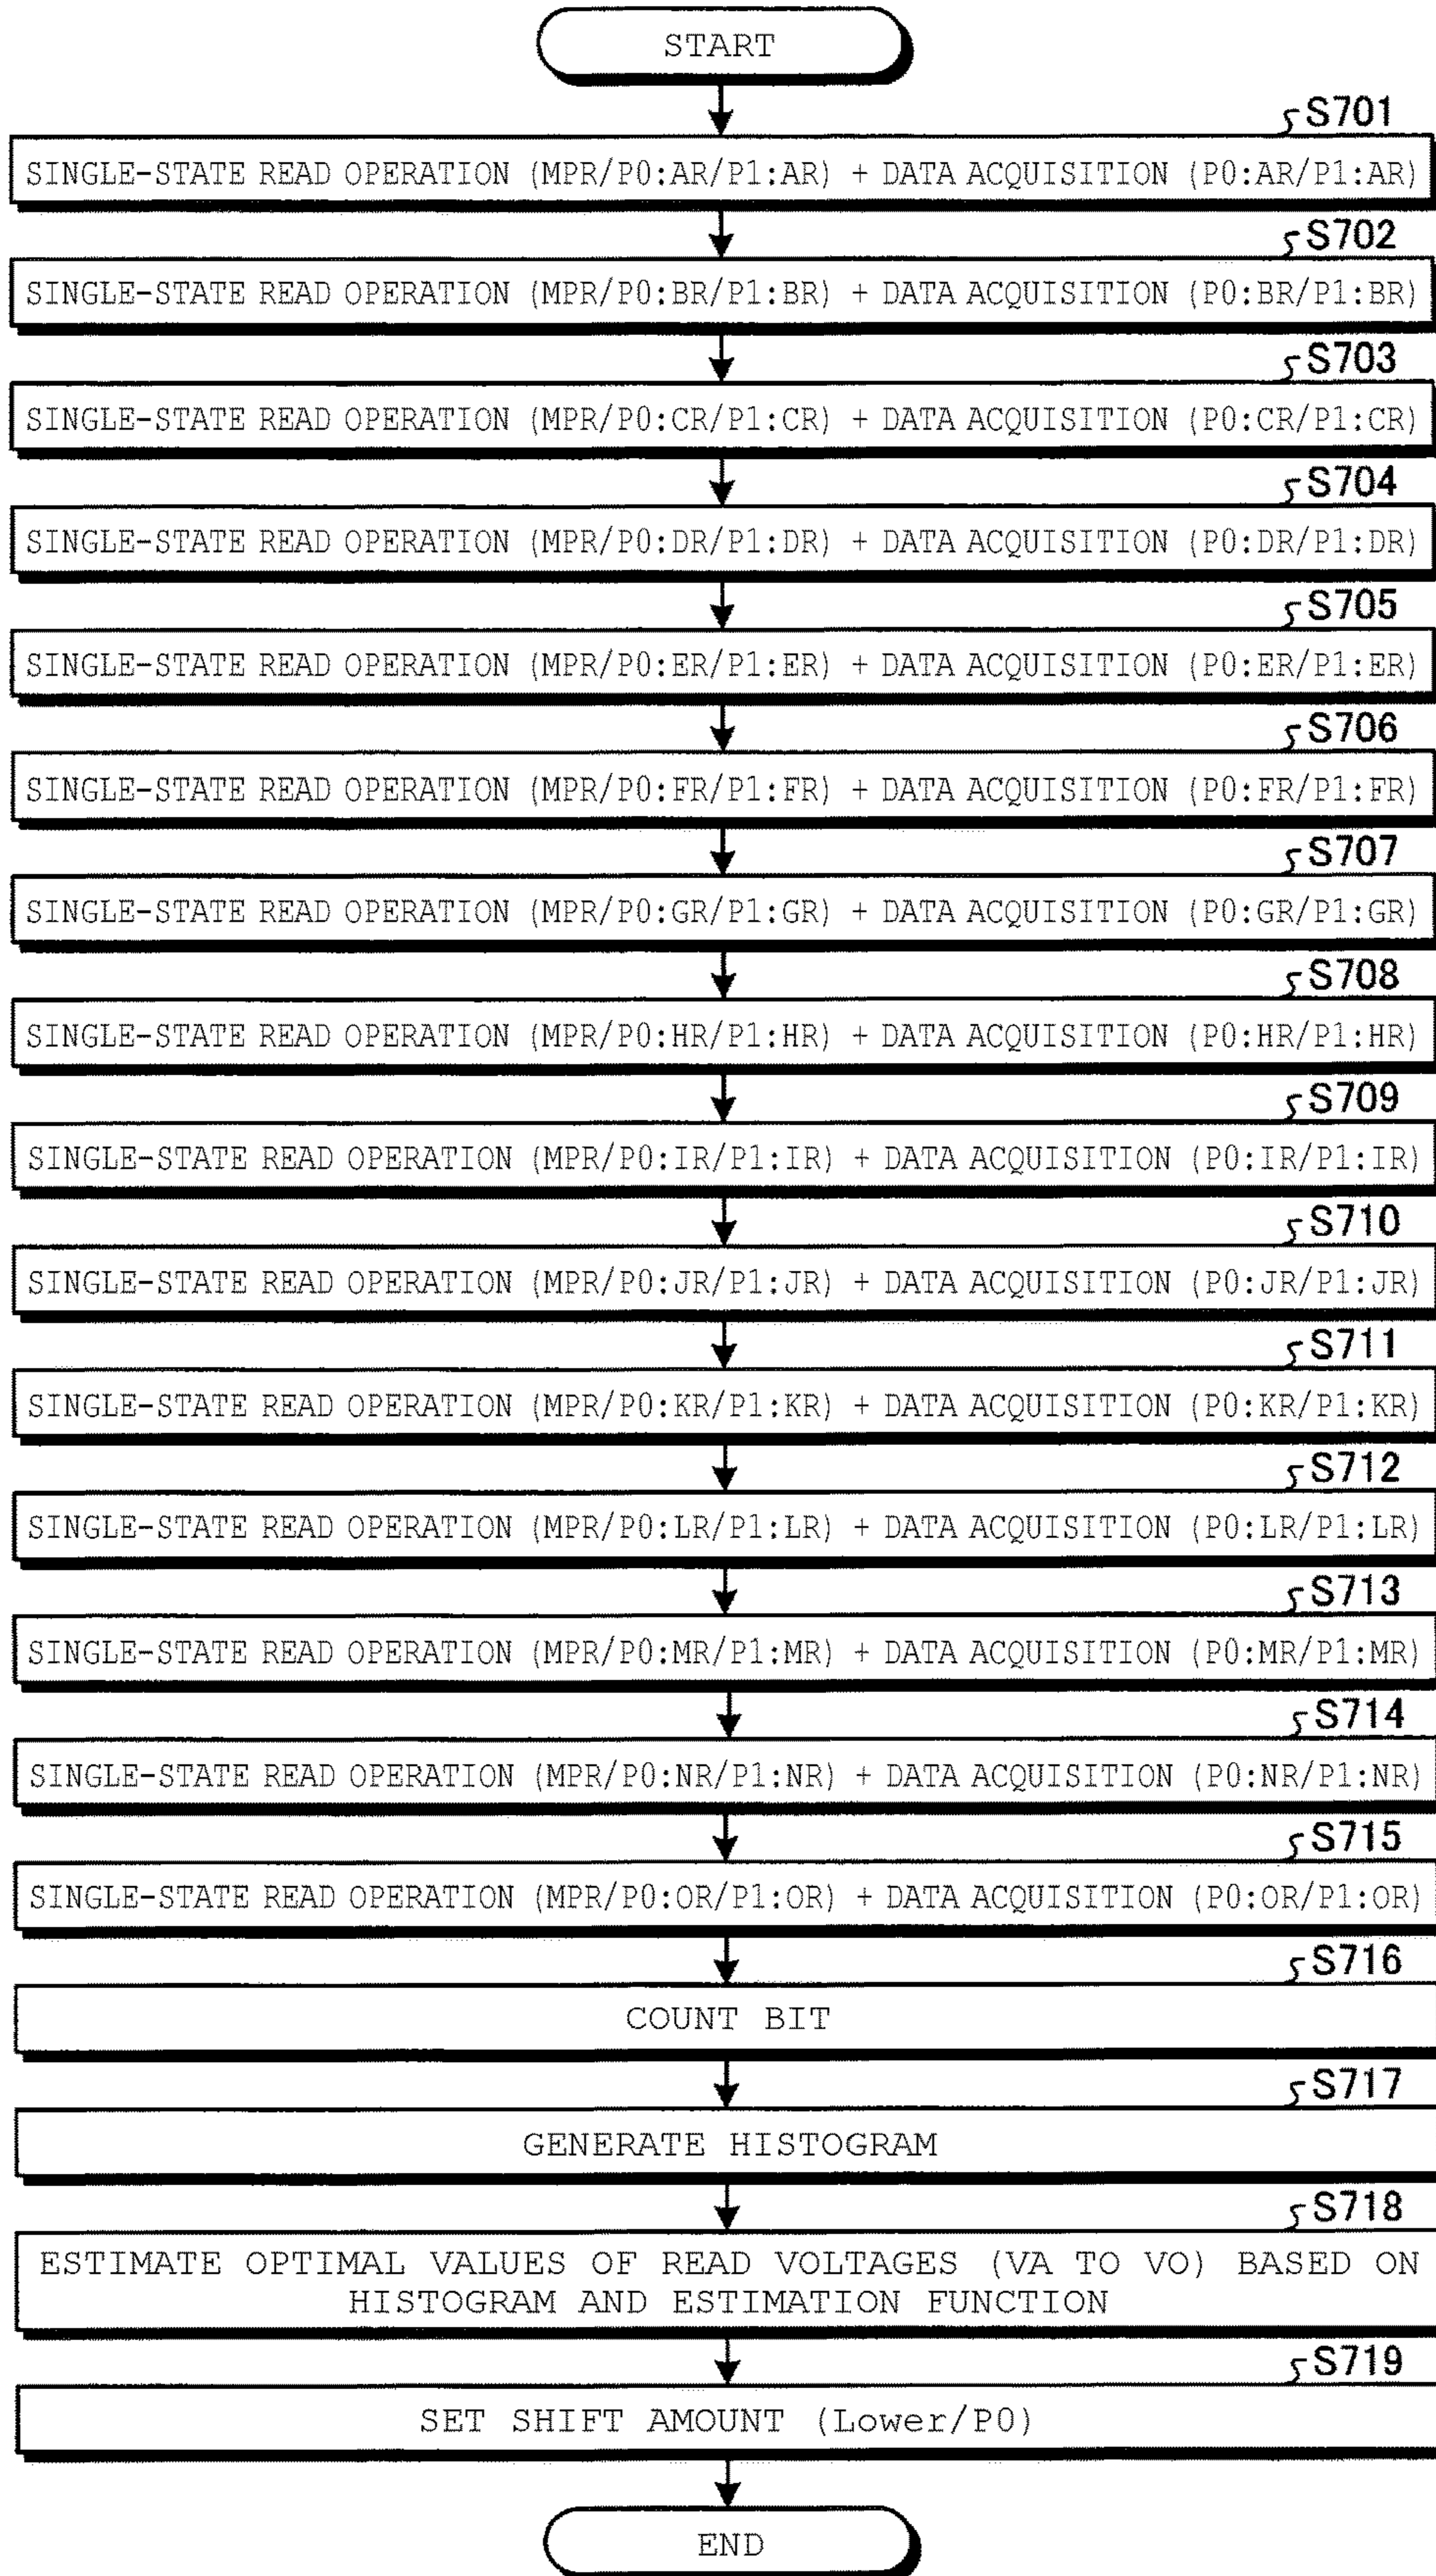 START
S701
SINGLE-STATE READ OPERATION (MPR/P0:AR/P1:AR) + DATA ACQUISITION (P0:AR/P1:AR)
S702
SINGLE-STATE READ OPERATION (MPR/P0:BR/P1:BR) + DATA ACQUISITION (P0:BR/P1:BR)
S703
SINGLE-STATE READ OPERATION (MPR/P0:CR/P1:CR) + DATA ACQUISITION (P0:CR/P1:CR)
S704
SINGLE-STATE READ OPERATION (MPR/P0:DR/P1:DR) + DATA ACQUISITION (P0:DR/P1:DR)
S705
SINGLE-STATE READ OPERATION (MPR/P0:ER/P1:ER) + DATA ACQUISITION (P0:ER/P1:ER)
S706
SINGLE-STATE READ OPERATION (MPR/P0:FR/P1:FR) + DATA ACQUISITION (P0:FR/P1:FR)
S707
SINGLE-STATE READ OPERATION (MPR/P0:GR/P1:GR) + DATA ACQUISITION (P0:GR/P1:GR)
S708
SINGLE-STATE READ OPERATION (MPR/P0:HR/P1:HR) + DATA ACQUISITION (P0:HR/P1:HR)
S709
SINGLE-STATE READ OPERATION (MPR/P0:IR/P1:IR) + DATA ACQUISITION (P0:IR/P1:IR)
S710
SINGLE-STATE READ OPERATION (MPR/P0:JR/P1:JR) + DATA ACQUISITION (P0:JR/P1:JR)
S711
SINGLE-STATE READ OPERATION (MPR/P0:KR/P1:KR) + DATA ACQUISITION (P0:KR/P1:KR)
S712
SINGLE-STATE READ OPERATION (MPR/P0:LR/P1:LR) + DATA ACQUISITION (P0:LR/P1:LR)
S713
SINGLE-STATE READ OPERATION (MPR/P0:MR/P1:MR) + DATA ACQUISITION (P0:MR/P1:MR)
S714
SINGLE-STATE READ OPERATION (MPR/P0:NR/P1:NR) + DATA ACQUISITION (P0:NR/P1:NR)
S715
SINGLE-STATE READ OPERATION (MPR/P0:OR/P1:OR) + DATA ACQUISITION (P0:OR/P1:OR)
S716
COUNT BIT
S717
GENERATE HISTOGRAM
S718
ESTIMATE OPTIMAL VALUES OF READ VOLTAGES (VA TO VO) BASED ON
HISTOGRAM AND ESTIMATION FUNCTION
S719
SET SHIFT AMOUNT (Lower/P0)
END